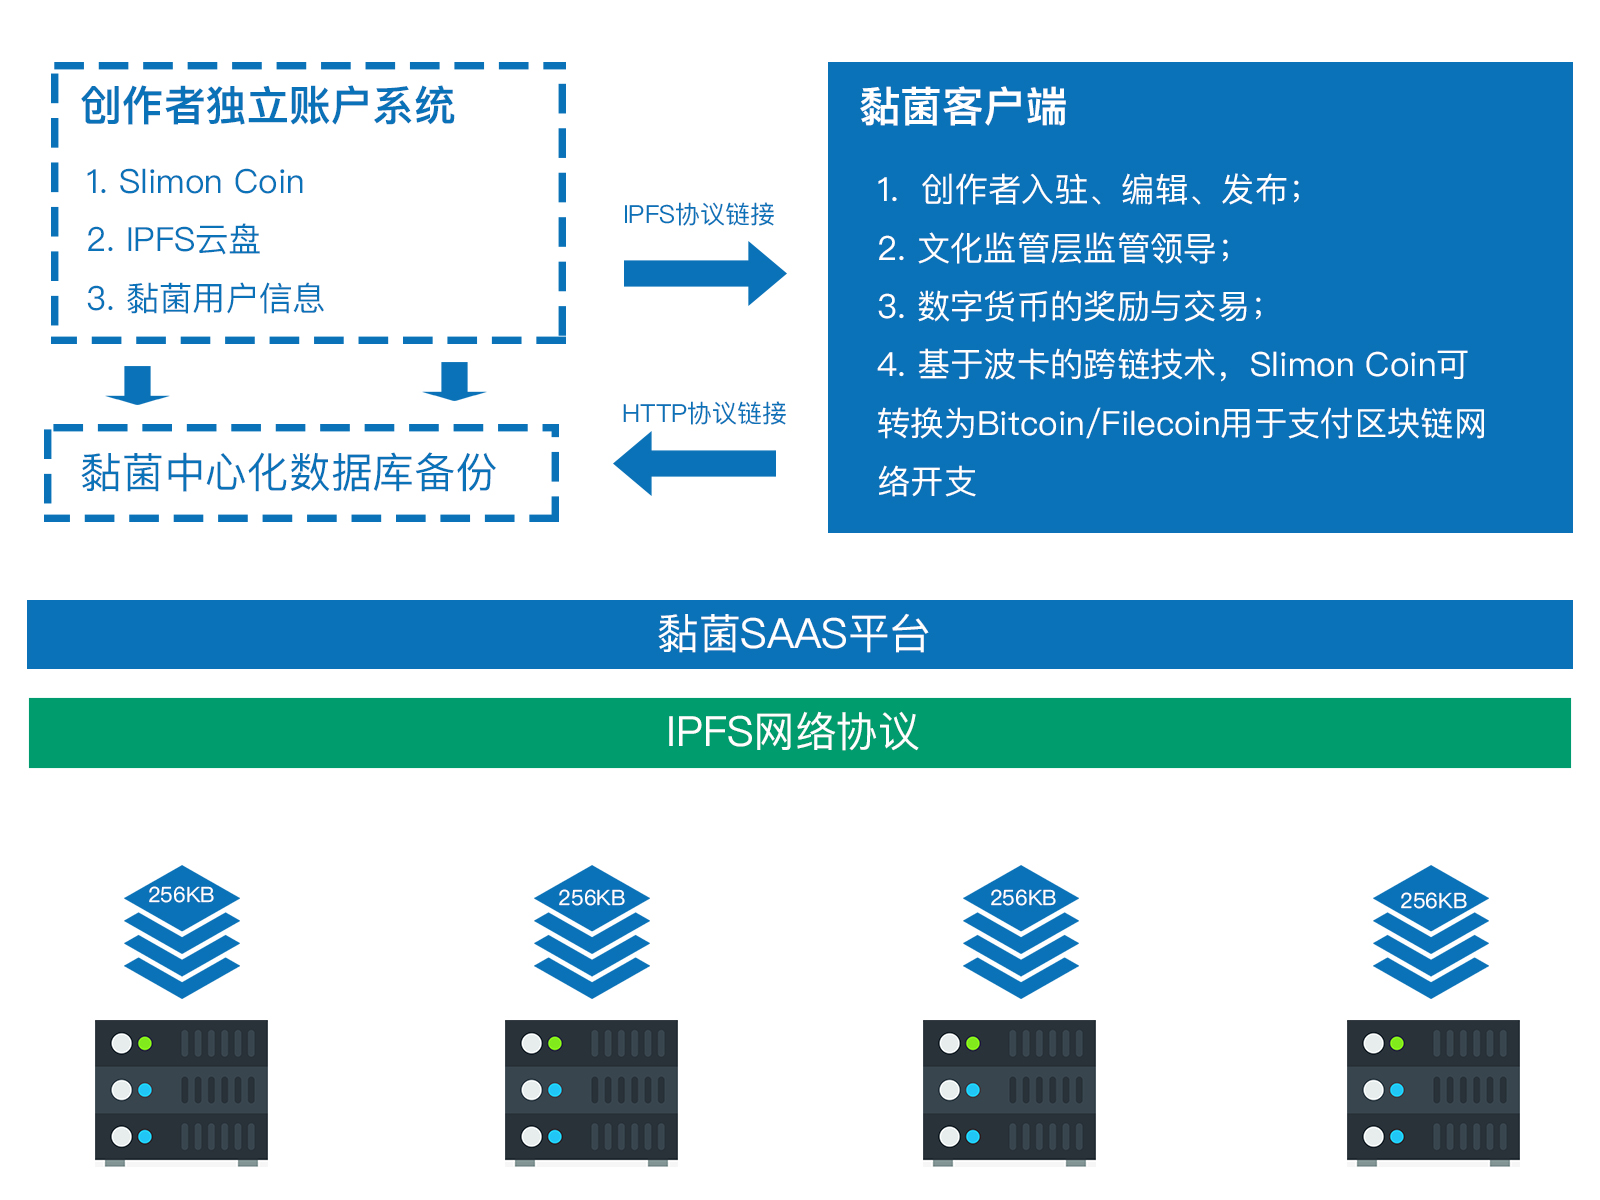 创作者独立账户系统
1. Slimon Coin
2. IPFS云盘
3. 黏菌用户信息
黏菌中心化数据库备份
IPFS协议链接
HTTP协议链接
黏菌客户端
1. 创作者入驻、编辑、发布；
2. 文化监管层监管领导；
3. 数字货币的奖励与交易；
4. 基于波卡的跨链技术，Slimon Coin可
转换为Bitcoin/Filecoin用于支付区块链网
络开支
黏菌SAAS平台
IPFS网络协议
256KB
256KB
256KB
256KB